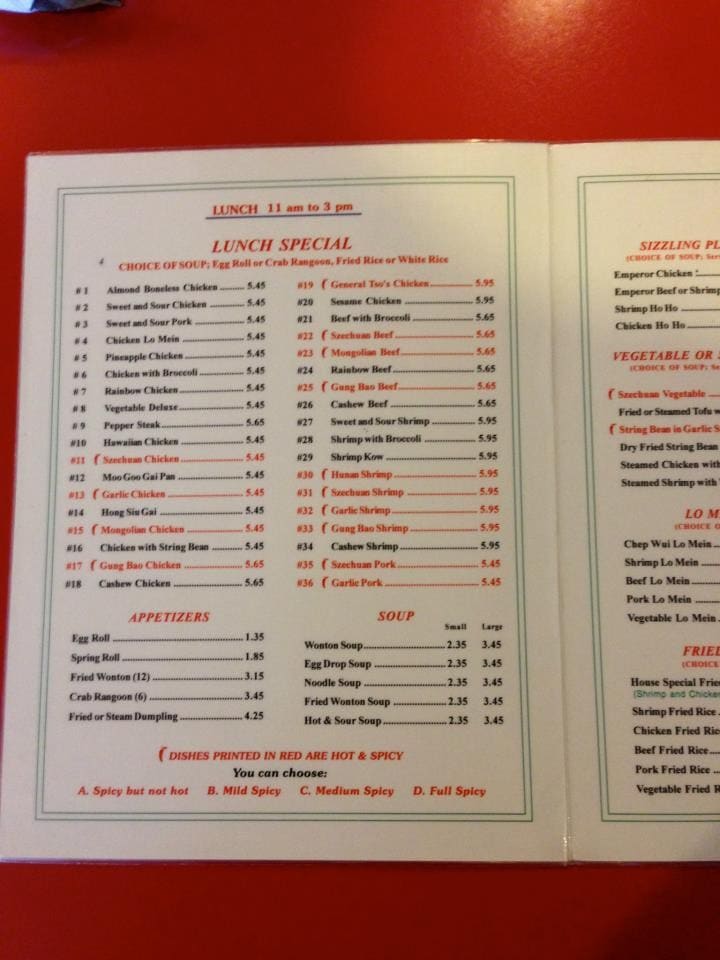 LUNCH 11 am to 3 pm
LUNCH SPECIAL
CHOICE OF SOUP; Egg Roll or Crab Rangoon, Fried Rice or White Rice
# 1 Almond Boneless Chicken ......... 5.45
# 2 Sweet and Sour Chicken ......... 5.45
# 3 Sweet and Sour Pork ......... 5.45
# 4 Chicken Lo Mein ......... 5.45
# 5 Pineapple Chicken ......... 5.45
# 6 Chicken with Broccoli ......... 5.45
# 7 Rainbow Chicken ......... 5.45
# 8 Vegetable Deluxe ......... 5.45
# 9 Pepper Steak ......... 5.65
#10 Hawaiian Chicken ......... 5.45
#11 Szechuan Chicken ......... 5.45
#12 Moo Goo Gai Pan ......... 5.45
#13 Garlic Chicken ......... 5.45
#14 Hong Siu Gai ......... 5.45
#15 Mongolian Chicken ......... 5.45
#16 Chicken with String Bean ......... 5.45
#17 Gung Bao Chicken ......... 5.65
#18 Cashew Chicken ......... 5.65
#19 General Tso's Chicken ......... 5.95
#20 Sesame Chicken ......... 5.95
#21 Beef with Broccoli ......... 5.65
#22 Szechuan Beef ......... 5.65
#23 Mongolian Beef ......... 5.65
#24 Rainbow Beef ......... 5.65
#25 Gung Bao Beef ......... 5.65
#26 Cashew Beef ......... 5.65
#27 Sweet and Sour Shrimp ......... 5.95
#28 Shrimp with Broccoli ......... 5.95
#29 Shrimp Kow ......... 5.95
#30 Hunan Shrimp ......... 5.95
#31 Szechuan Shrimp ......... 5.95
#32 Garlic Shrimp ......... 5.95
#33 Gung Bao Shrimp ......... 5.95
#34 Cashew Shrimp ......... 5.95
#35 Szechuan Pork ......... 5.45
#36 Garlic Pork ......... 5.45
APPETIZERS
Egg Roll ......... 1.35
Spring Roll ......... 1.85
Fried Wonton (12) ......... 3.15
Crab Rangoon (6) ......... 3.45
Fried or Steam Dumpling ......... 4.25
SOUP
Small Large
Wonton Soup ......... 2.35 3.45
Egg Drop Soup ......... 2.35 3.45
Noodle Soup ......... 2.35 3.45
Fried Wonton Soup ......... 2.35 3.45
Hot & Sour Soup ......... 2.35 3.45
DISHES PRINTED IN RED ARE HOT & SPICY
You can choose:
A. Spicy but not hot B. Mild Spicy C. Medium Spicy D. Full Spicy
SIZZLING
(CHOICE OF SOUP;
Emperor Chicken
Emperor Beef or Shrimp
Shrimp Ho Ho
Chicken Ho Ho
VEGETABLE OR
(CHOICE OF SOUP;
Szechuan Vegetable
Fried or Steamed Tofu
String Bean in Garlic
Dry Fried String Bean
Steamed Chicken with
Steamed Shrimp with
LO
(CHOICE
Chep Wui Lo Mein
Shrimp Lo Mein
Beef Lo Mein
Pork Lo Mein
Vegetable Lo Mein
FRIED
(CHOICE
House Special
(Shrimp and
Shrimp Fried Rice
Chicken Fried
Beef Fried Rice
Pork Fried Rice
Vegetable Fried